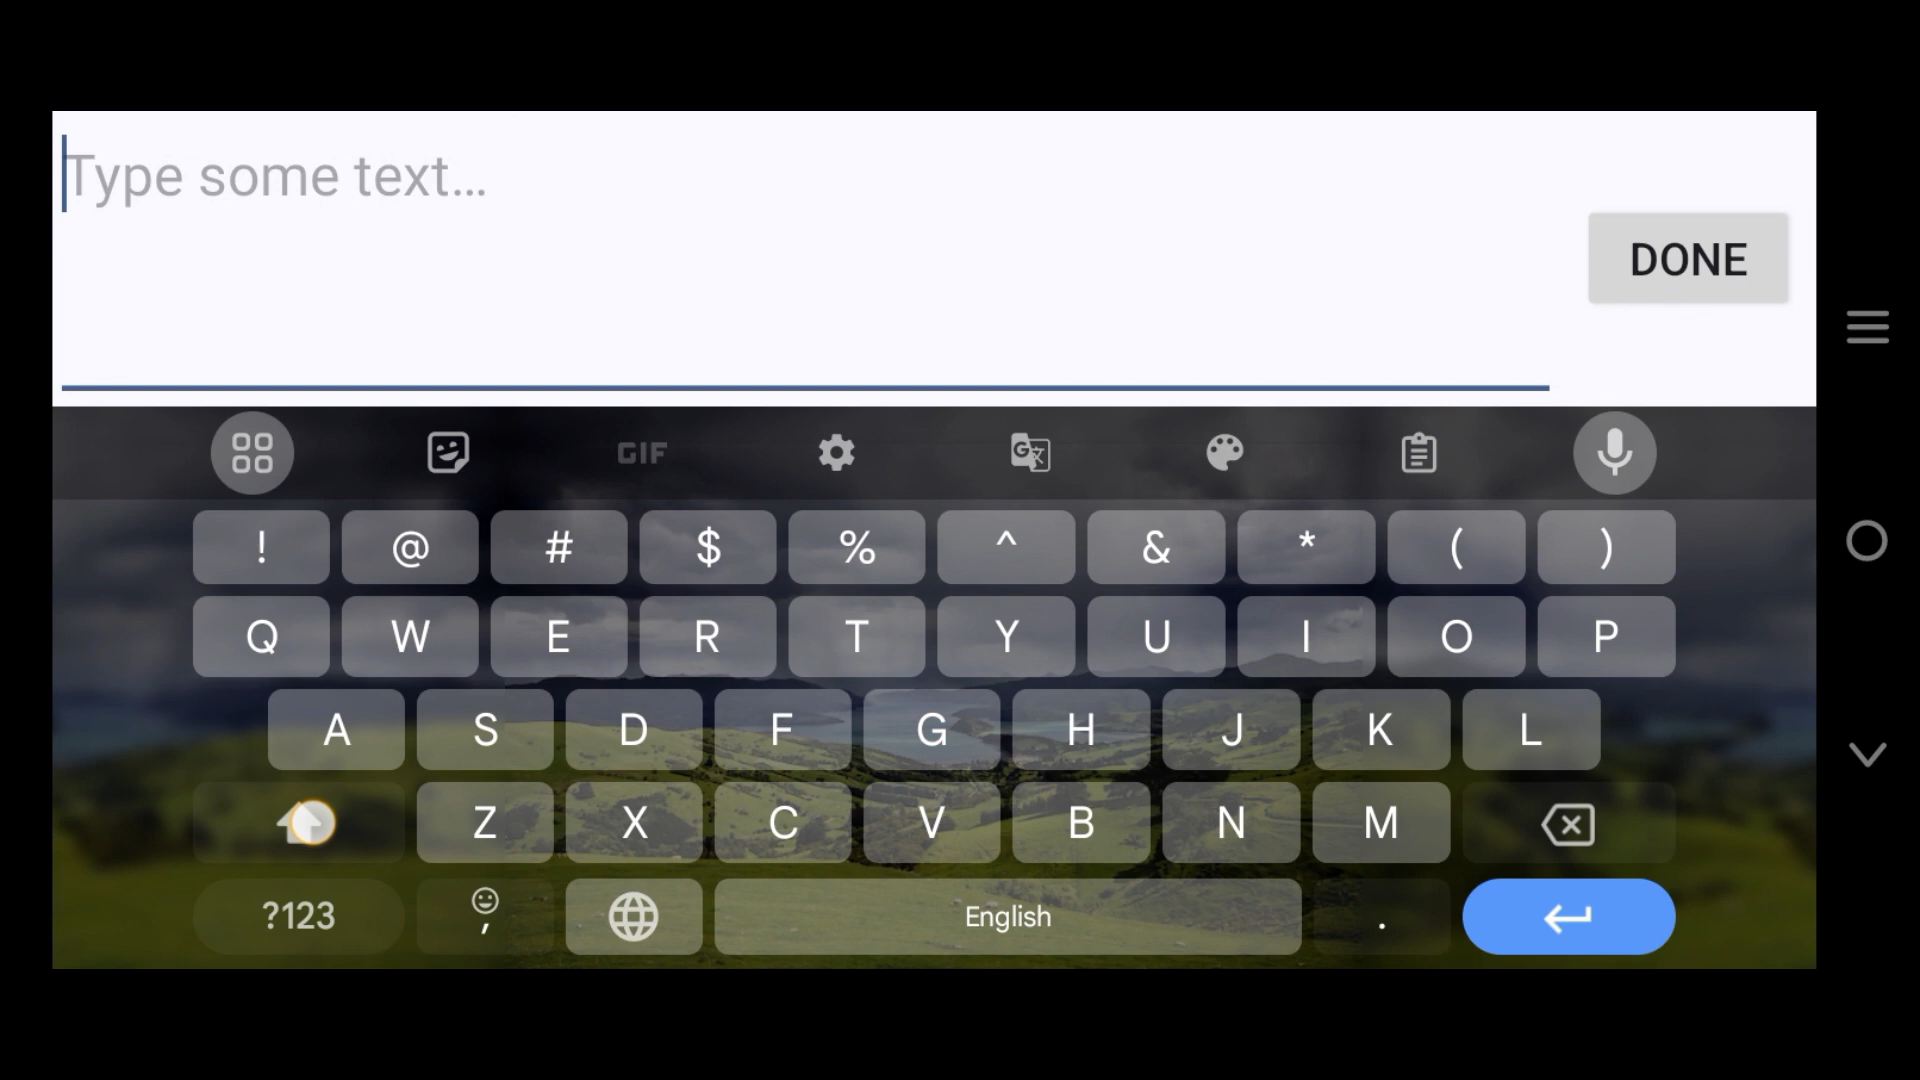 Type some text...
DONE
GIF
! @ # $ % ^ & * ( )
Q W E R T Y U I O P
A S D F G H J K L
Z X C V B N M
?123 , English .